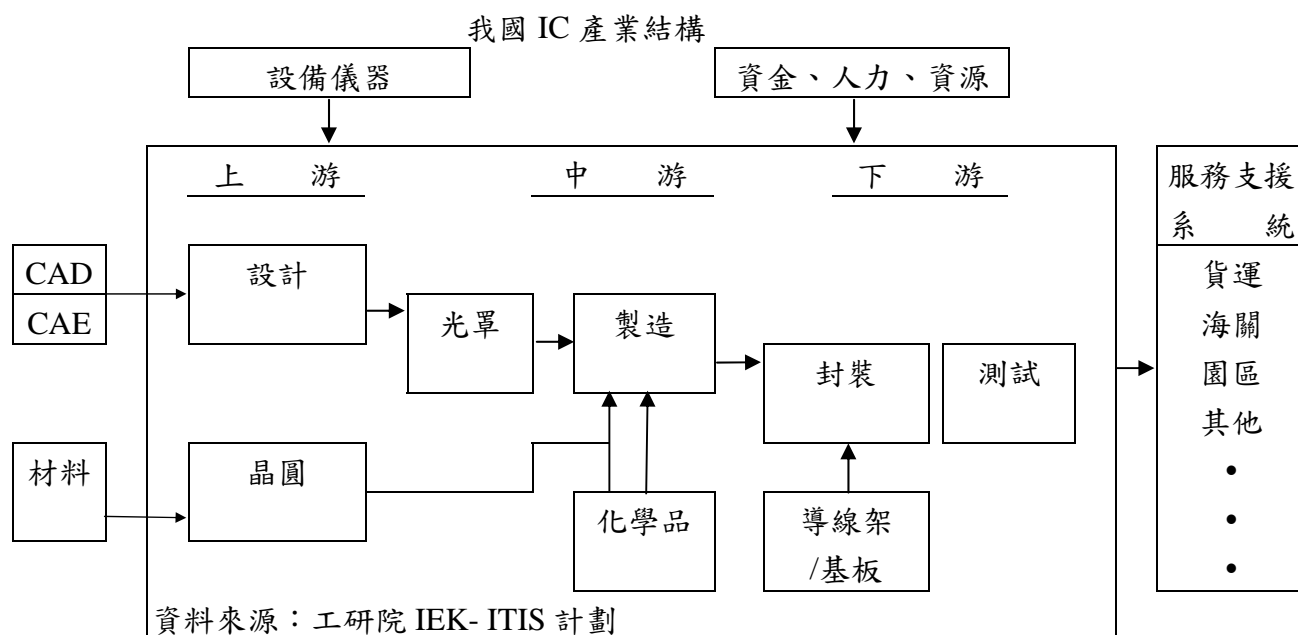 我國 IC 產業結構
設備儀器
資金、人力、資源
上 游
中 游
下 游
服務支援
系 統
CAD
CAE
設計
光罩
製造
封裝
測試
貨運
海關
園區
其他
•
•
•
材料
晶圓
化學品
導線架
/基板
資料來源：工研院 IEK- ITIS 計劃